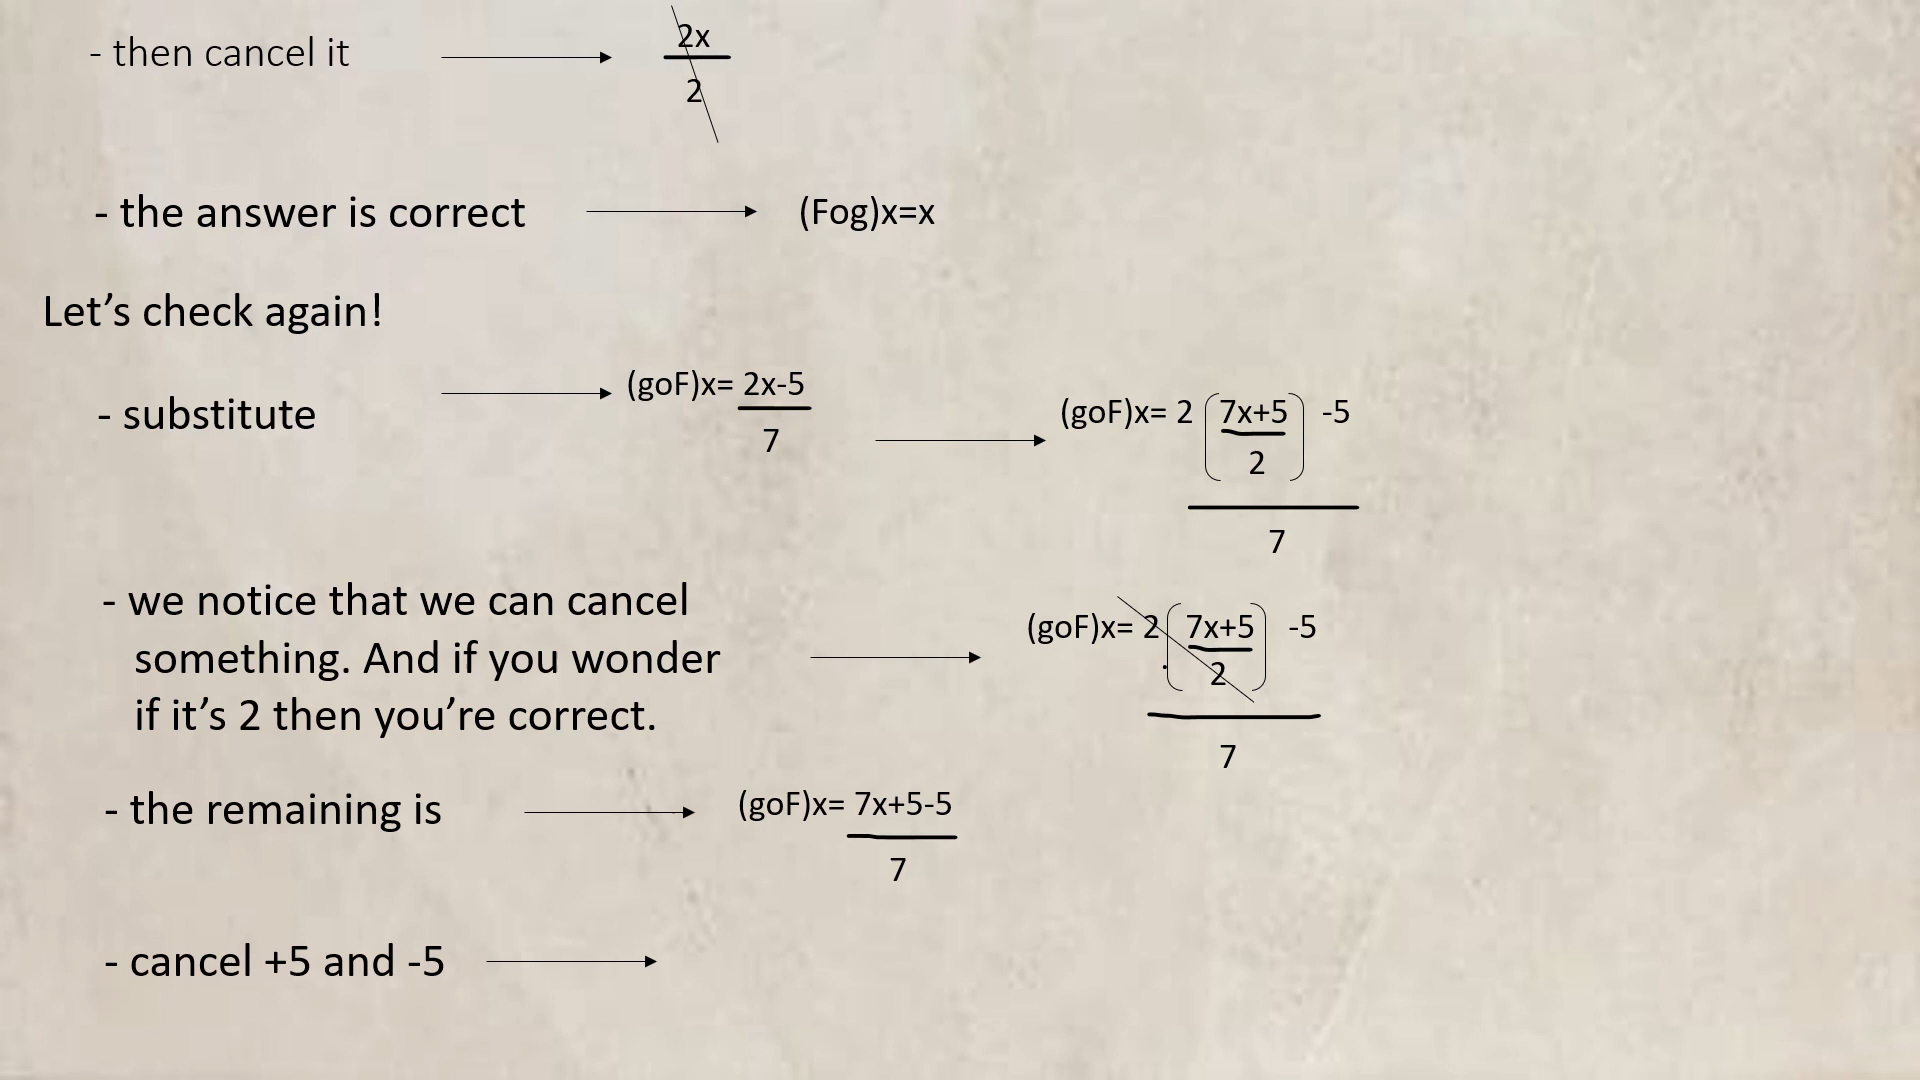 - then cancel it 2x
2
- the answer is correct (Fog)x=x
Let's check again!
- substitute (goF)x= 2x-5
7
(goF)x= 2 (7x+5) -5
2
7
- we notice that we can cancel
something. And if you wonder
if it's 2 then you're correct.
(goF)x= 2 (7x+5) -5
2
7
- the remaining is (goF)x= 7x+5-5
7
- cancel +5 and -5